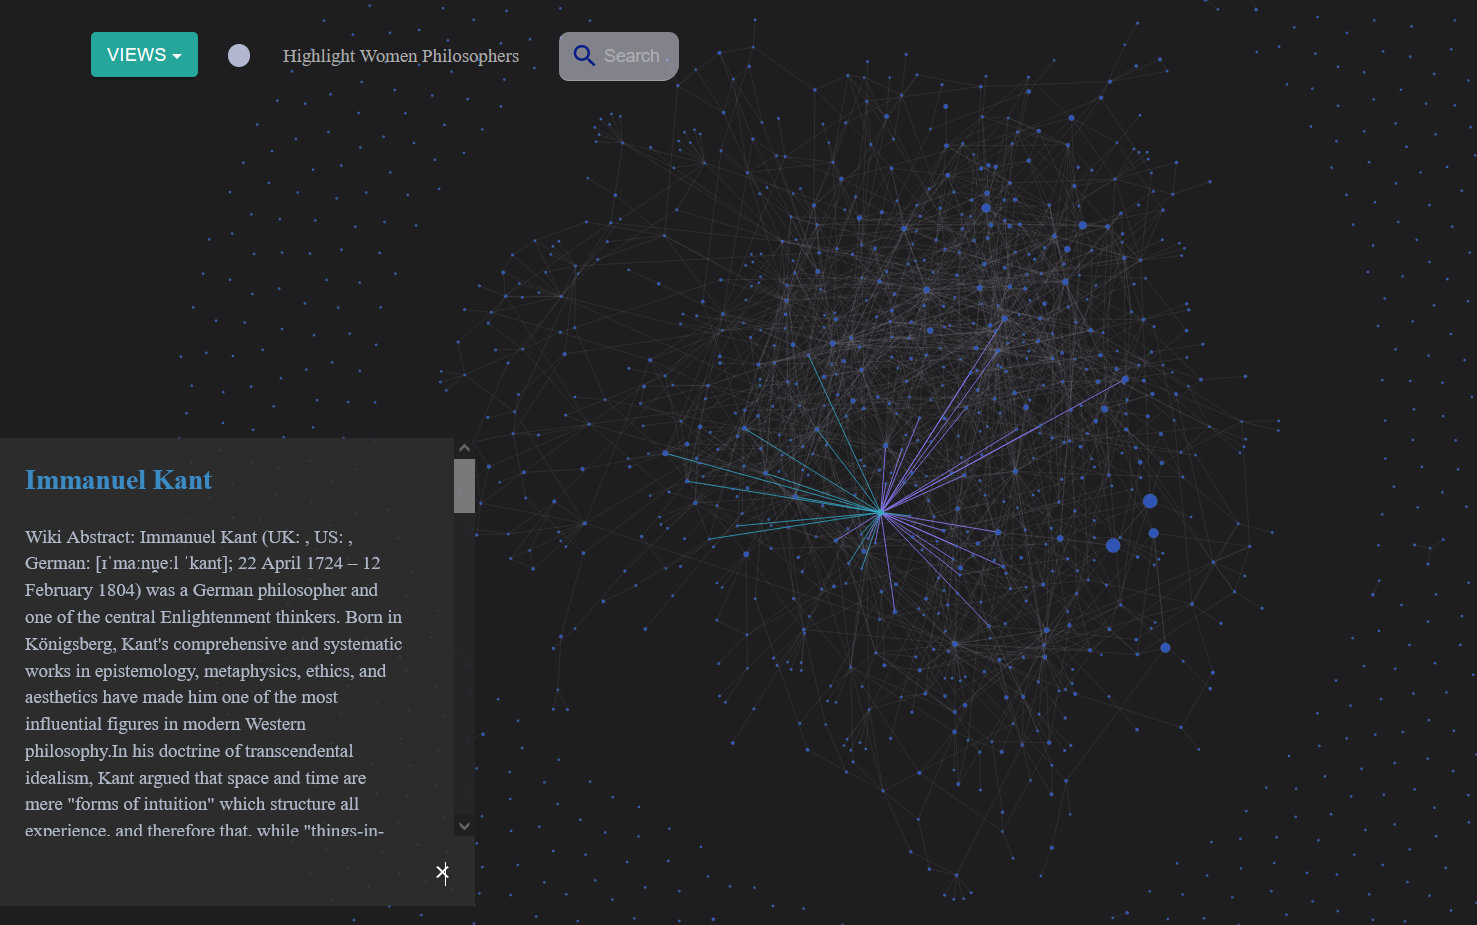 VIEWS
Highlight Women Philosophers
Search .
Immanuel Kant
Wiki Abstract: Immanuel Kant (UK: , US: ,
German: [ɪˈmaːnu̯eːl ˈkant]; 22 April 1724 – 12
February 1804) was a German philosopher and
one of the central Enlightenment thinkers. Born in
Königsberg, Kant's comprehensive and systematic
works in epistemology, metaphysics, ethics, and
aesthetics have made him one of the most
influential figures in modern Western
philosophy.In his doctrine of transcendental
idealism, Kant argued that space and time are
mere "forms of intuition" which structure all
experience, and therefore that, while "things-in-